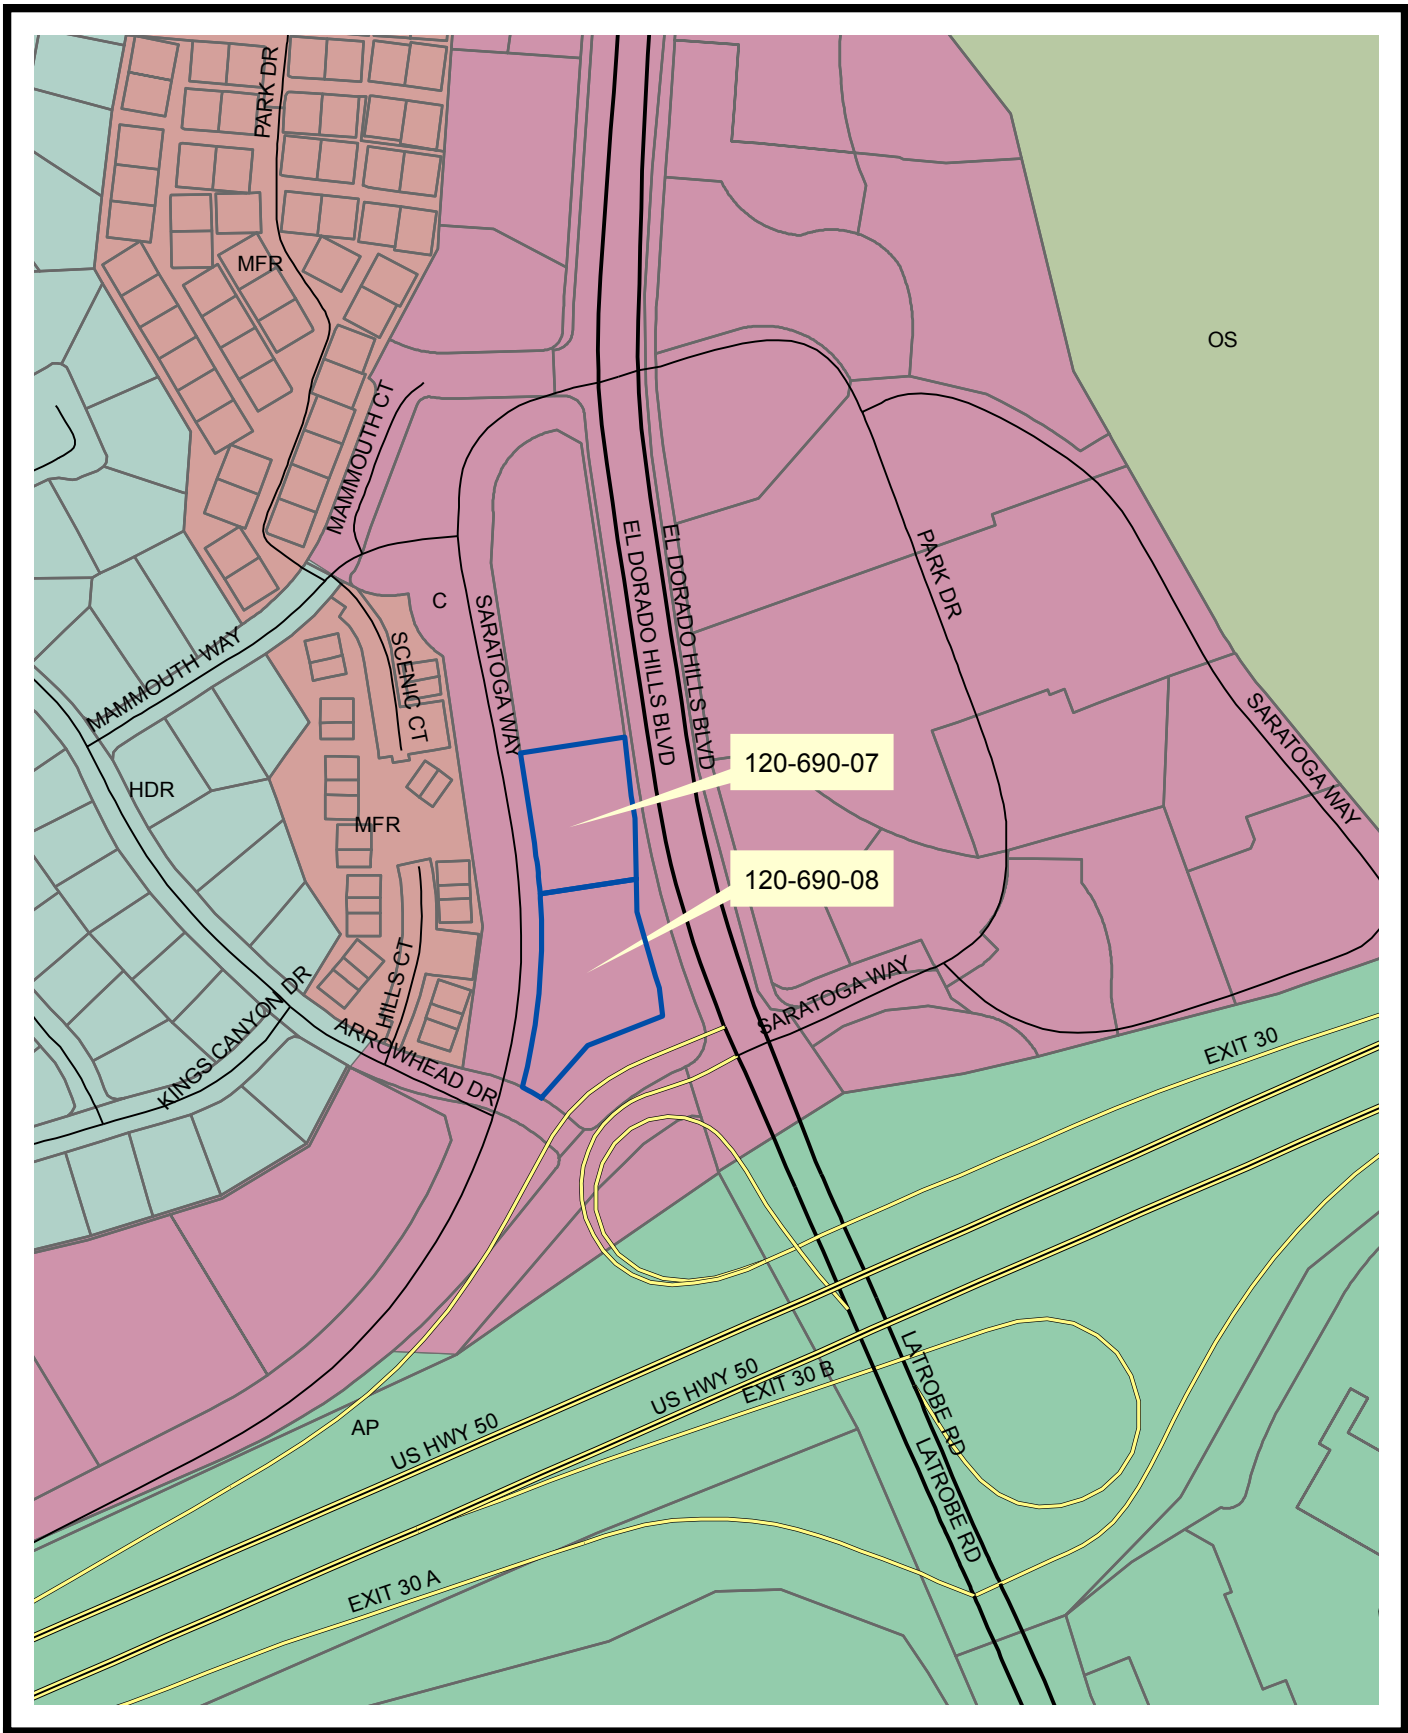 PARK DR
MFR
OS
MAMMOUTH CT
EL DORADO HILLS BLVD
EL DORADO HILLS BLVD
PARK DR
C
SARATOGA WAY
SCENIC CT
MAMMOUTH WAY
SARATOGA WAY
120-690-07
HDR
MFR
120-690-08
HILLS CT
SARATOGA WAY
KINGS CANYON DR
ARROWHEAD DR
EXIT 30
US HWY 50
EXIT 30 B
LATROBE RD
AP
US HWY 50
LATROBE RD
EXIT 30 A